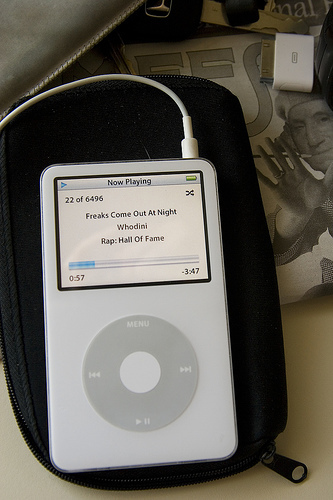 Now Playing
22 of 6496
Freaks Come Out At Night
Whodini
Rap: Hall Of Fame
0:57 -3:47
MENU